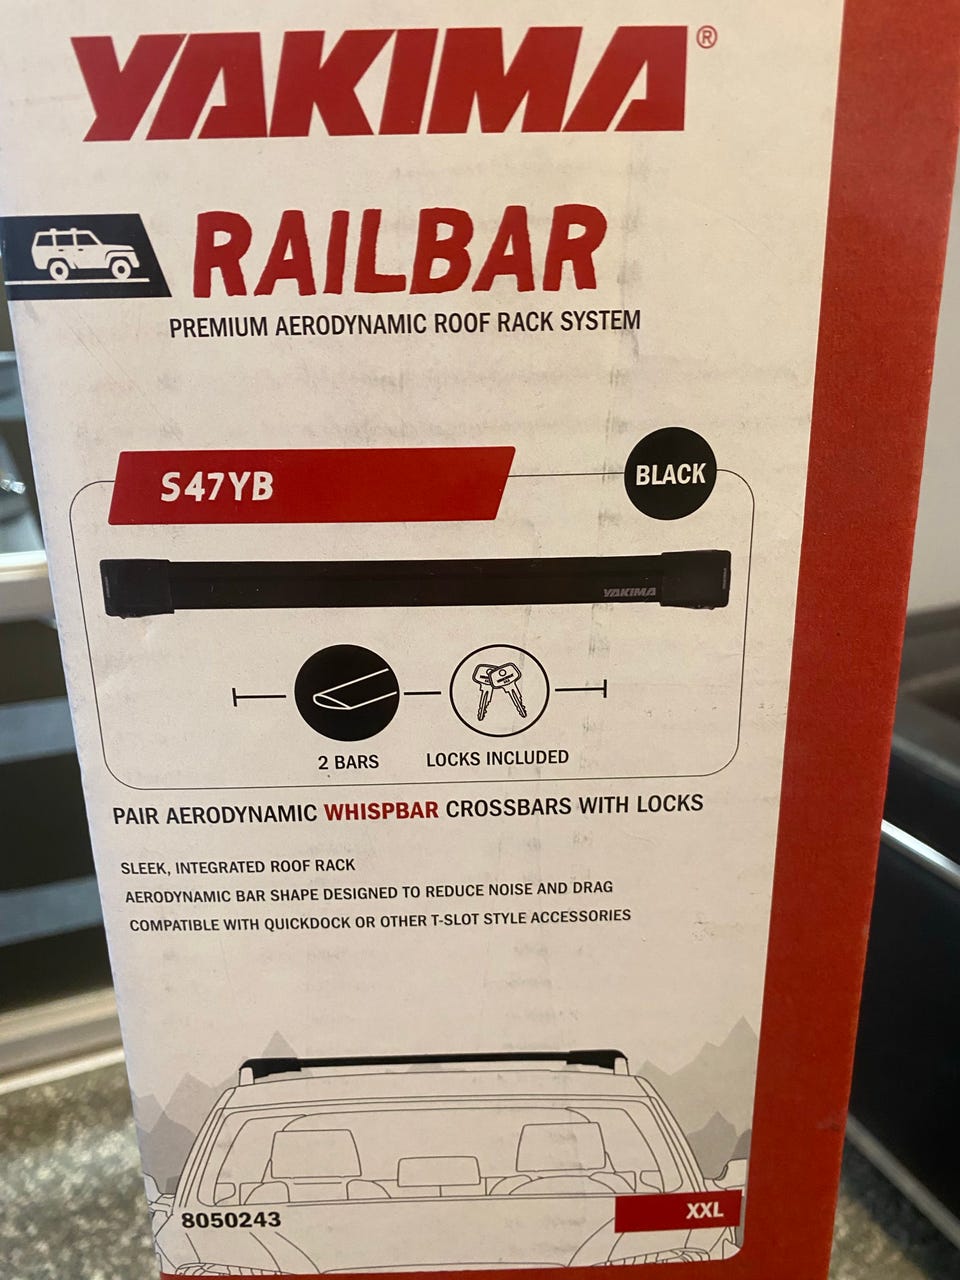 YAKIMA®
RAILBAR
PREMIUM AERODYNAMIC ROOF RACK SYSTEM
S47YB
BLACK
YAKIMA
2 BARS
LOCKS INCLUDED
PAIR AERODYNAMIC WHISPBAR CROSSBARS WITH LOCKS
SLEEK, INTEGRATED ROOF RACK
AERODYNAMIC BAR SHAPE DESIGNED TO REDUCE NOISE AND DRAG
COMPATIBLE WITH QUICKDOCK OR OTHER T-SLOT STYLE ACCESSORIES
8050243
XXL